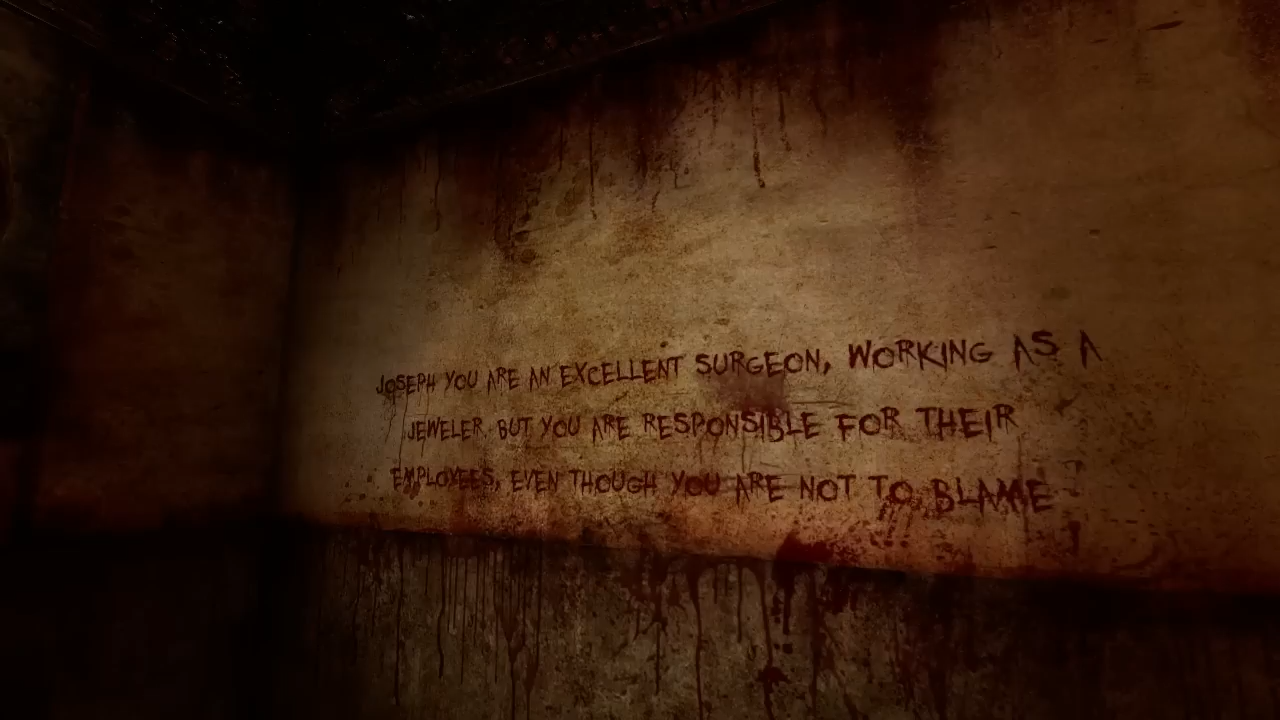 JOSEPH YOU ARE AN EXCELLENT SURGEON, WORKING AS A
JEWELER. BUT YOU ARE RESPONSIBLE FOR THEIR
EMPLOYEES, EVEN THOUGH YOU ARE NOT TO BLAME